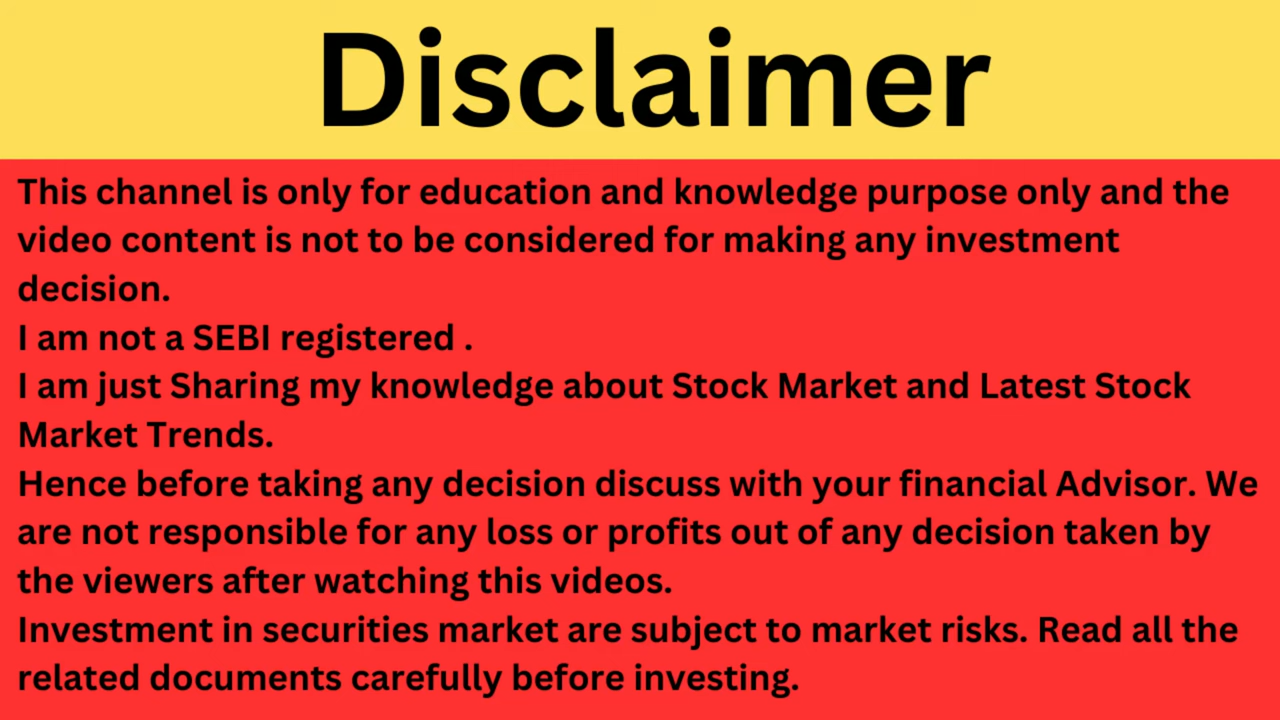 Disclaimer
This channel is only for education and knowledge purpose only and the
video content is not to be considered for making any investment
decision.
I am not a SEBI registered .
I am just Sharing my knowledge about Stock Market and Latest Stock
Market Trends.
Hence before taking any decision discuss with your financial Advisor. We
are not responsible for any loss or profits out of any decision taken by
the viewers after watching this videos.
Investment in securities market are subject to market risks. Read all the
related documents carefully before investing.